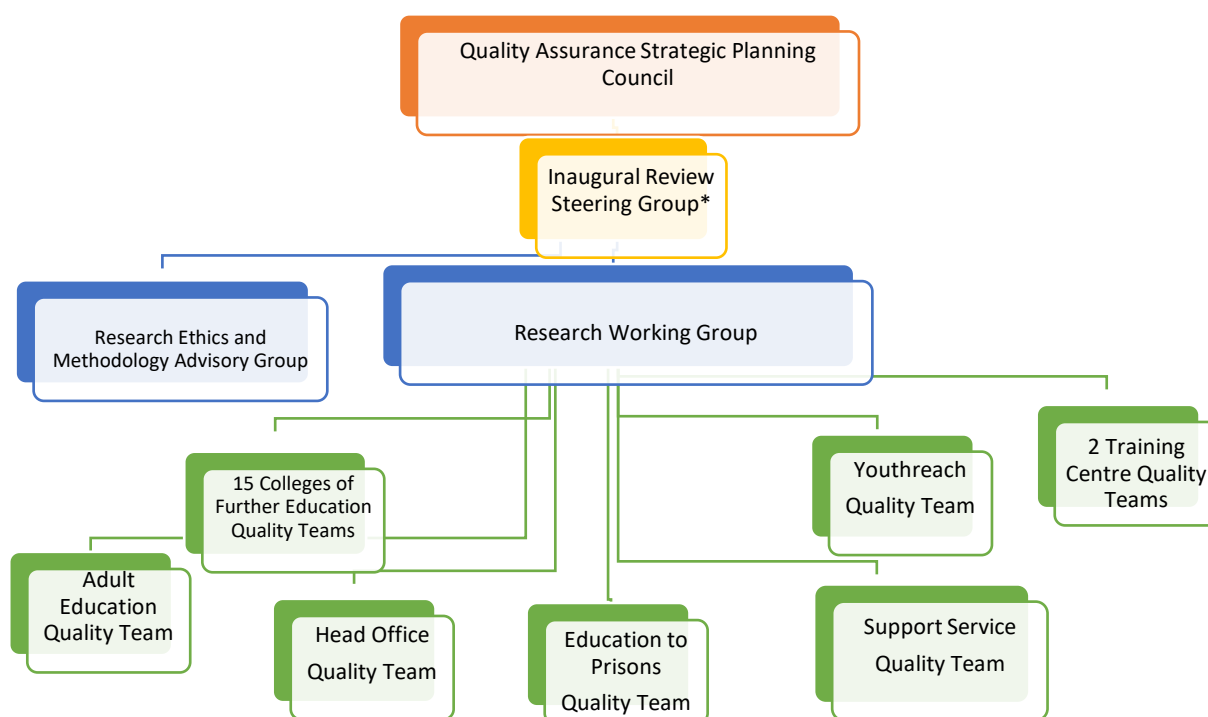 Quality Assurance Strategic Planning
Council
Inaugural Review
Steering Group*
Research Ethics and
Methodology Advisory Group
Research Working Group
15 Colleges of
Further Education
Quality Teams
Youthreach
Quality Team
2 Training
Centre Quality
Teams
Adult
Education
Quality Team
Head Office
Quality Team
Education to
Prisons
Quality Team
Support Service
Quality Team